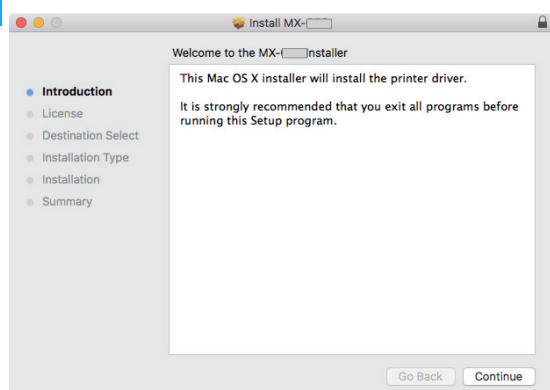 Install MX-
Welcome to the MX- Installer
Introduction
License
Destination Select
Installation Type
Installation
Summary
This Mac OS X installer will install the printer driver.
It is strongly recommended that you exit all programs before
running this Setup program.
Go Back
Continue